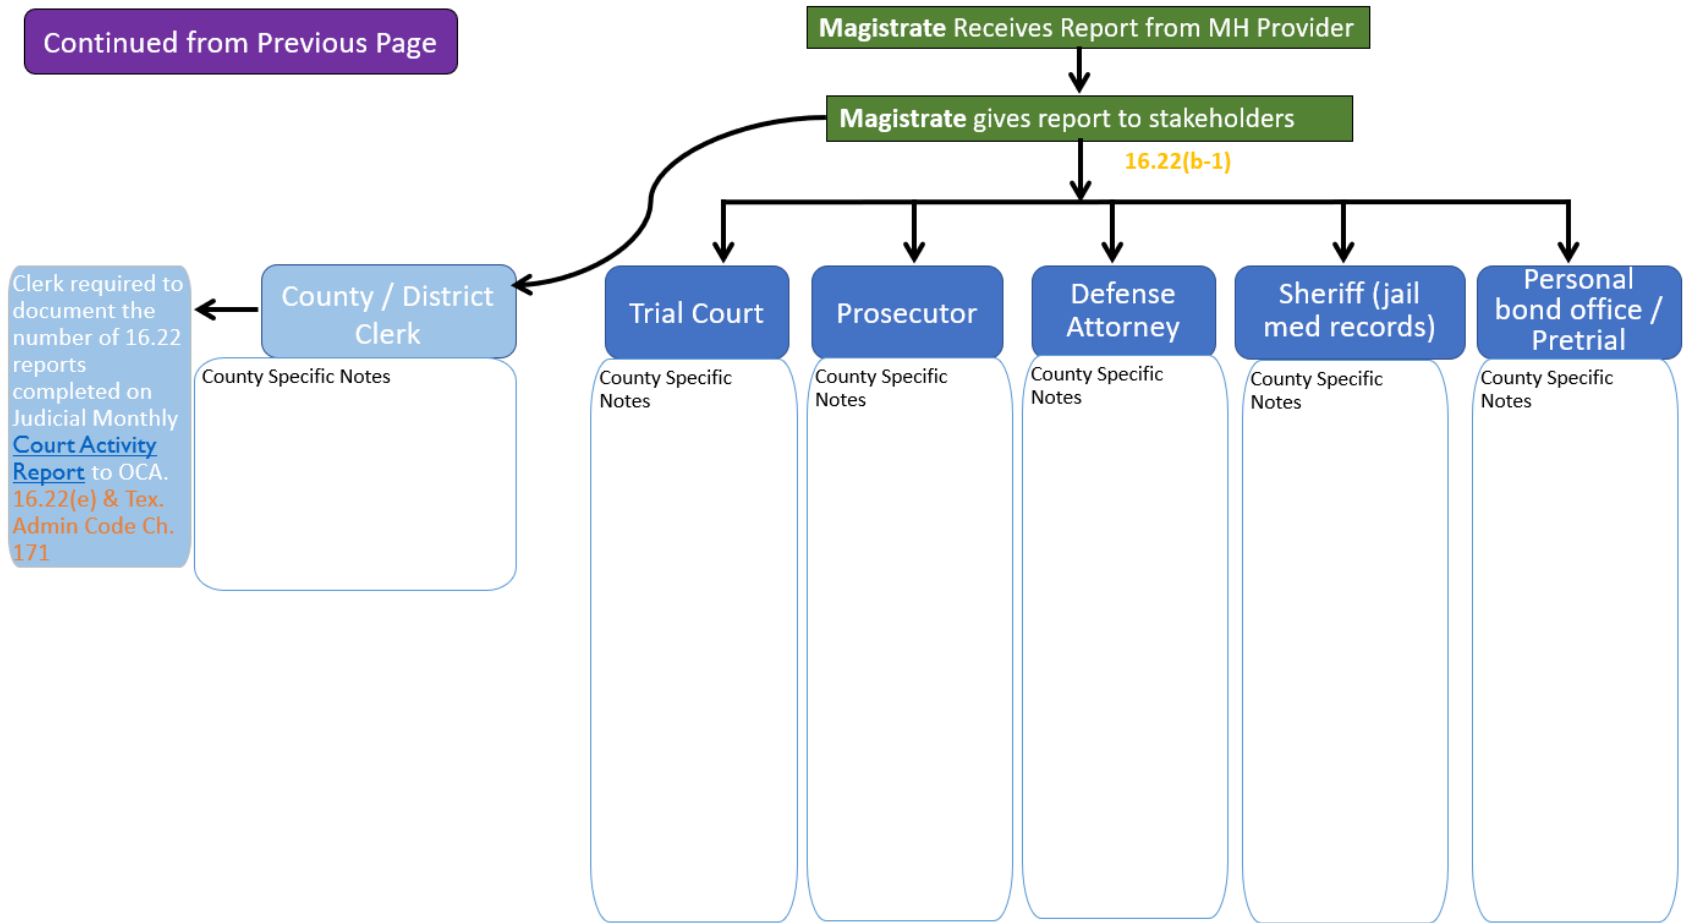 Continued from Previous Page
Magistrate Receives Report from MH Provider
Magistrate gives report to stakeholders
16.22(b-1)
Clerk required to
document the
number of 16.22
reports
completed on
Judicial Monthly
Court Activity
Report to OCA.
16.22(e) & Tex.
Admin Code Ch.
171
County / District
Clerk
County Specific Notes
Trial Court
County Specific
Notes
Prosecutor
County Specific
Notes
Defense
Attorney
County Specific
Notes
Sheriff (jail
med records)
County Specific
Notes
Personal
bond office /
Pretrial
County Specific
Notes